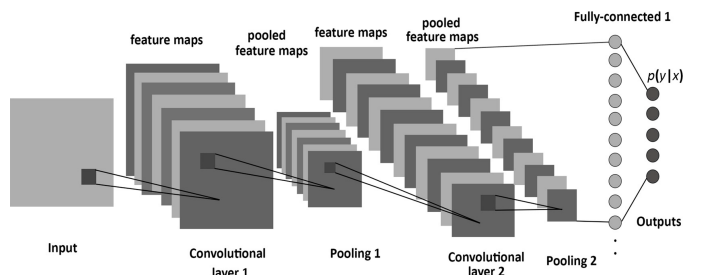 Fully-connected 1
pooled
feature maps
feature maps
feature maps
pooled
feature maps
p(y|x)
Outputs
Input
Convolutional
layer 1
Pooling 1
Convolutional
layer 2
Pooling 2